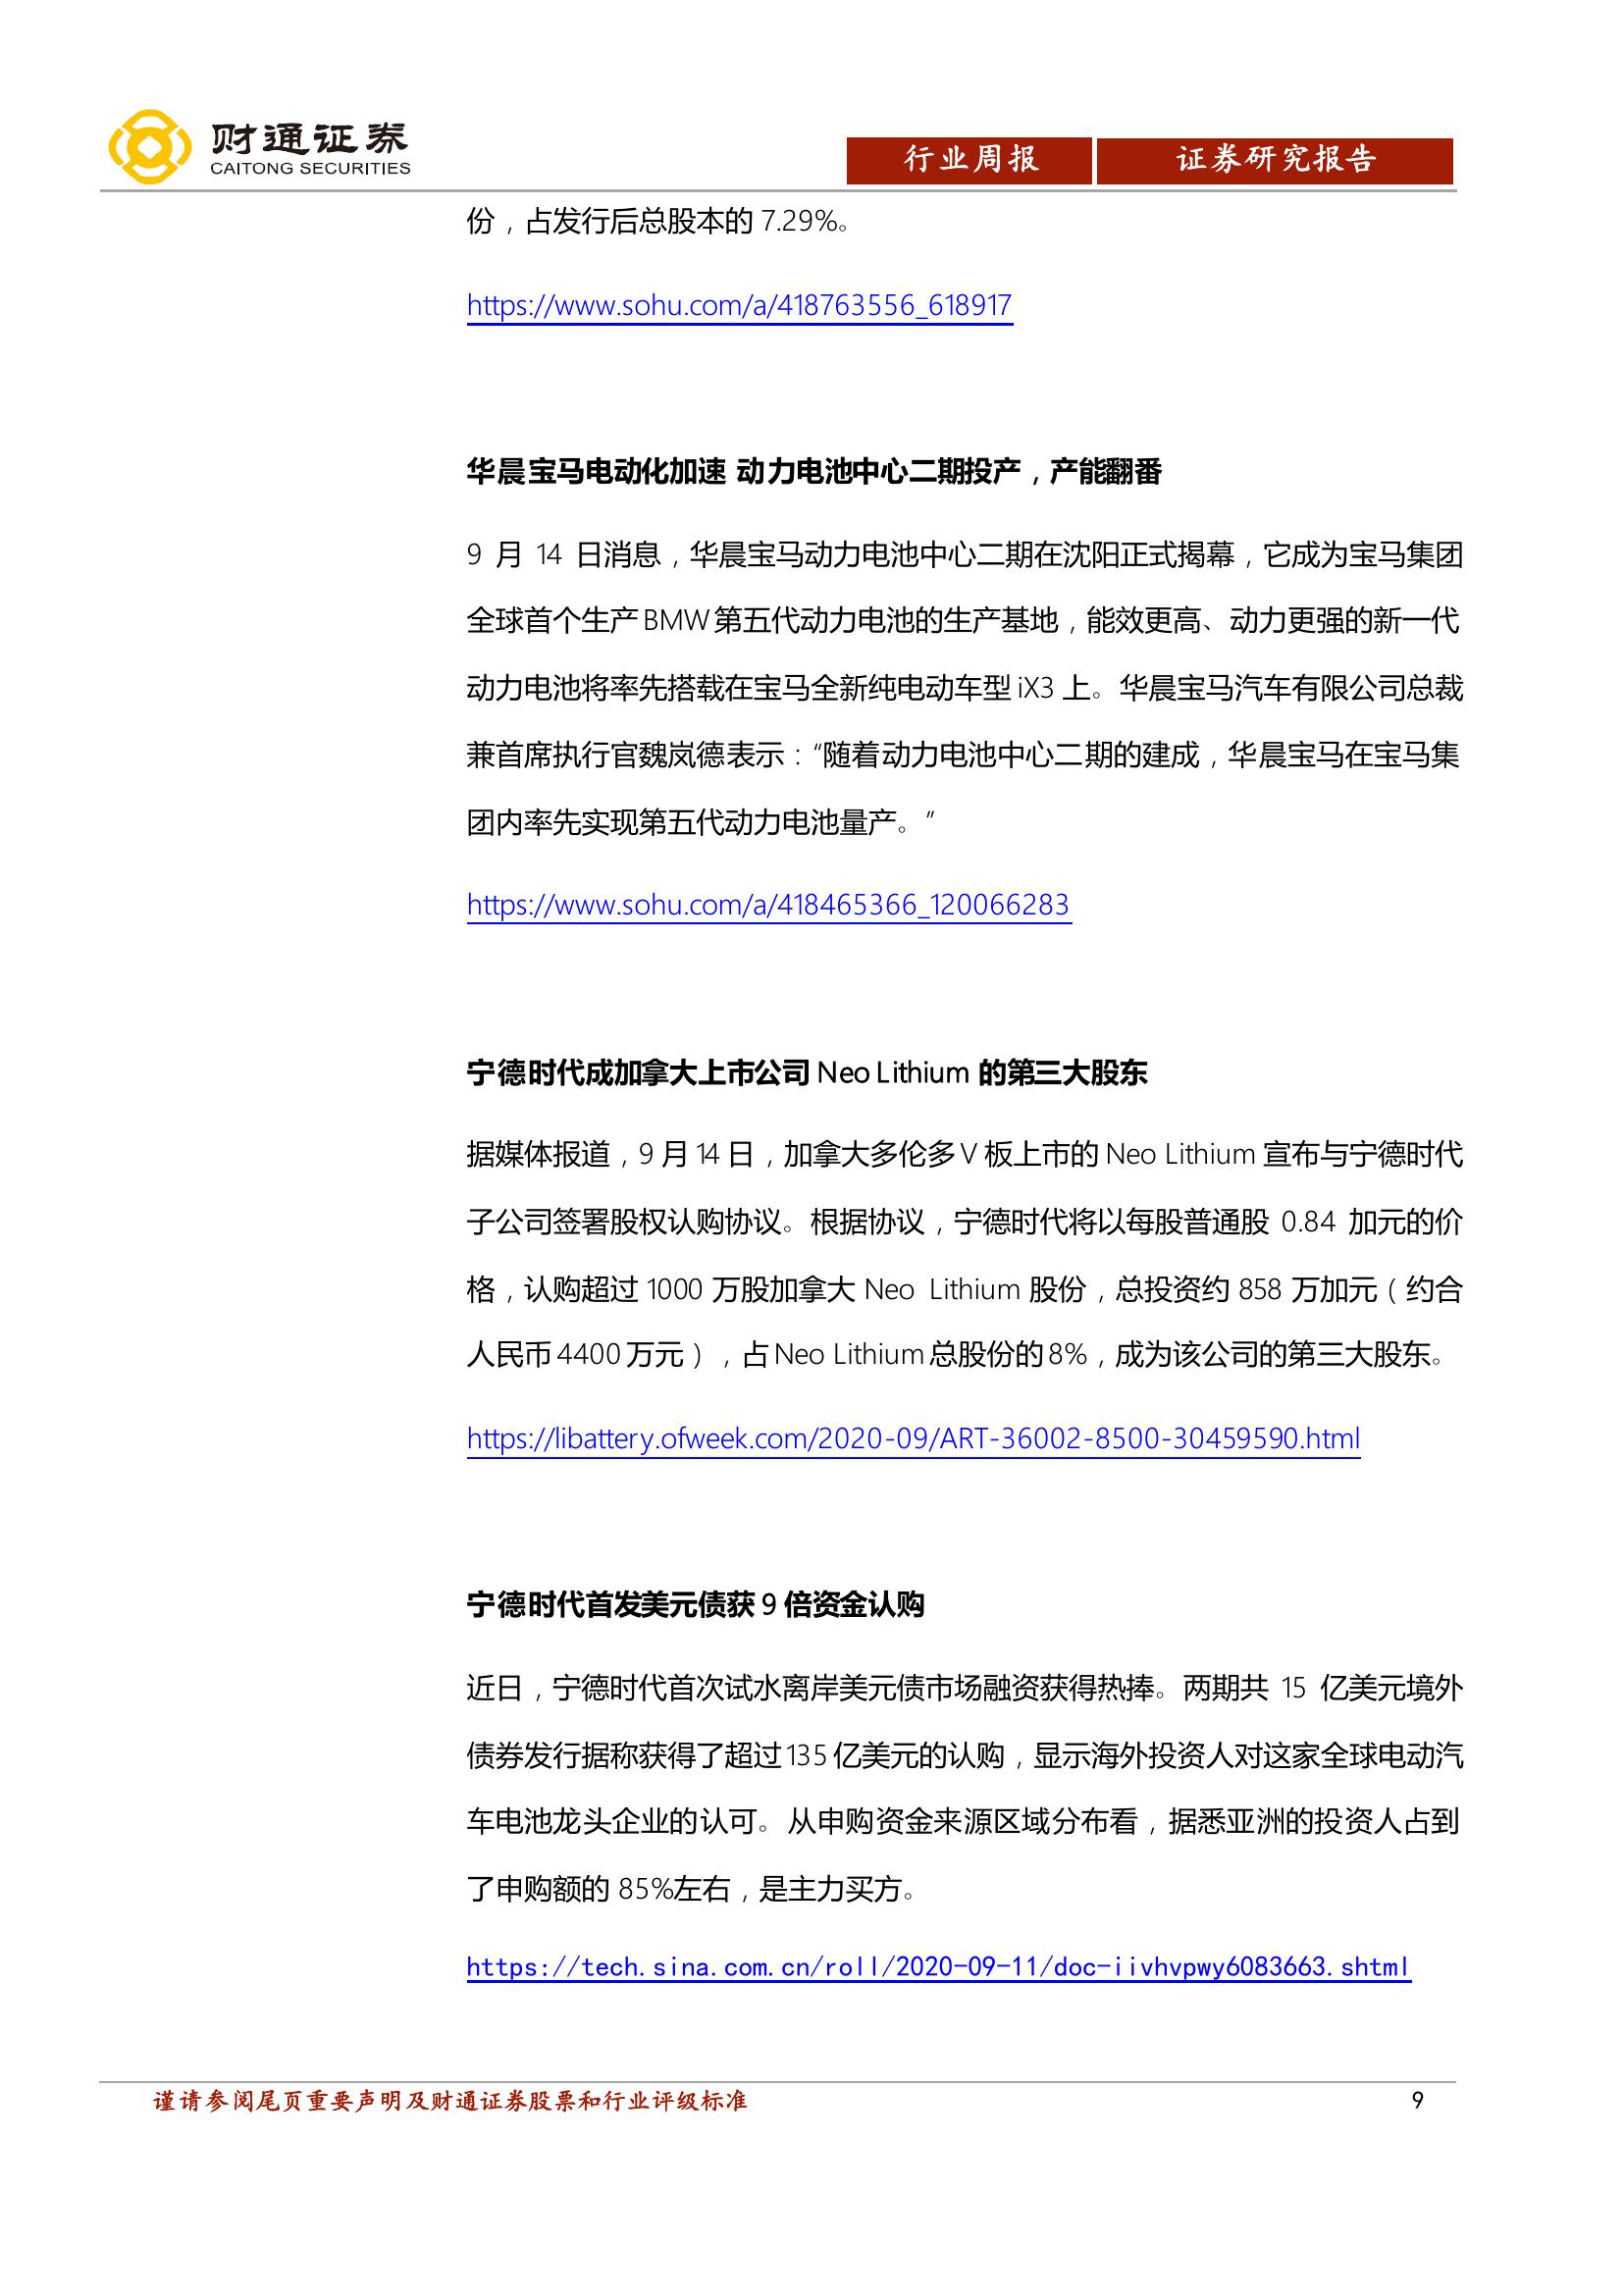 财通证券
CAITONG SECURITIES
行业周报
证券研究报告
份，占发行后总股本的 7.29%。
https://www.sohu.com/a/418763556_618917
华晨宝马电动化加速 动力电池中心二期投产，产能翻番
9 月 14 日消息，华晨宝马动力电池中心二期在沈阳正式揭幕，它成为宝马集团
全球首个生产 BMW 第五代动力电池的生产基地，能效更高、动力更强的新一代
动力电池将率先搭载在宝马全新纯电动车型 iX3 上。华晨宝马汽车有限公司总裁
兼首席执行官魏岚德表示：“随着动力电池中心二期的建成，华晨宝马在宝马集
团内率先实现第五代动力电池量产。”
https://www.sohu.com/a/418465366_120066283
宁德时代成加拿大上市公司 Neo Lithium 的第三大股东
据媒体报道，9 月 14 日，加拿大多伦多 V 板上市的 Neo Lithium 宣布与宁德时代
子公司签署股权认购协议。根据协议，宁德时代将以每股普通股 0.84 加元的价
格，认购超过 1000 万股加拿大 Neo Lithium 股份，总投资约 858 万加元（约合
人民币 4400 万元），占 Neo Lithium 总股份的 8%，成为该公司的第三大股东。
https://libattery.ofweek.com/2020-09/ART-36002-8500-30459590.html
宁德时代首发美元债获 9 倍资金认购
近日，宁德时代首次试水离岸美元债市场融资获得热捧。两期共 15 亿美元境外
债券发行据称获得了超过 135 亿美元的认购，显示海外投资人对这家全球电动汽
车电池龙头企业的认可。从申购资金来源区域分布看，据悉亚洲的投资人占到
了申购额的 85%左右，是主力买方。
https://tech.sina.com.cn/roll/2020-09-11/doc-iivhvpwy6083663.shtml
谨请参阅尾页重要声明及财通证券股票和行业评级标准
9